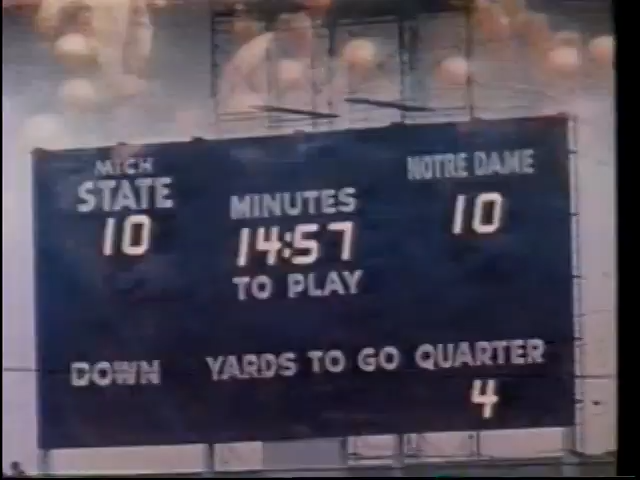 MICH
STATE
10
MINUTES
14:57
TO PLAY
NOTRE DAME
10
DOWN
YARDS TO GO
QUARTER
4